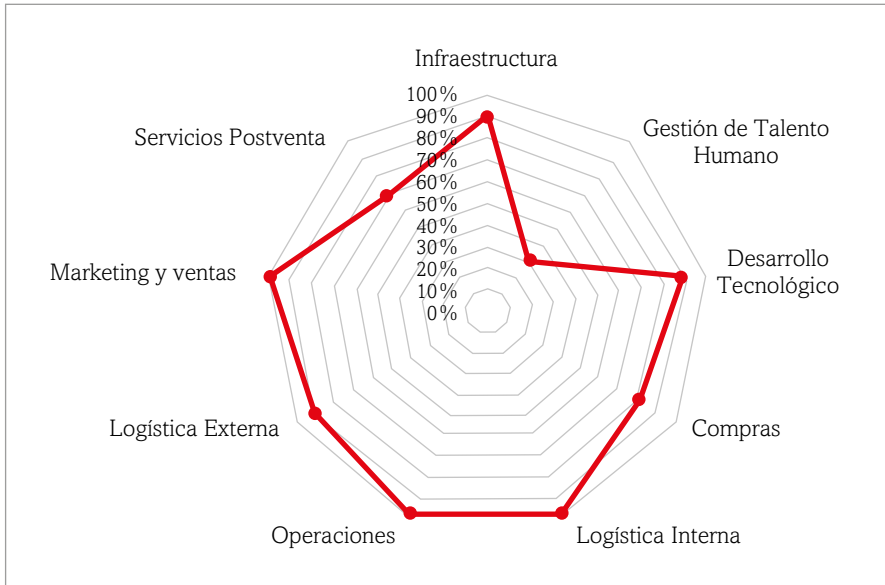 Infraestructura
100%
90%
80%
70%
60%
50%
40%
30%
20%
10%
0%
Gestión de Talento
Humano
Desarrollo
Tecnológico
Compras
Logística Interna
Operaciones
Logística Externa
Marketing y ventas
Servicios Postventa